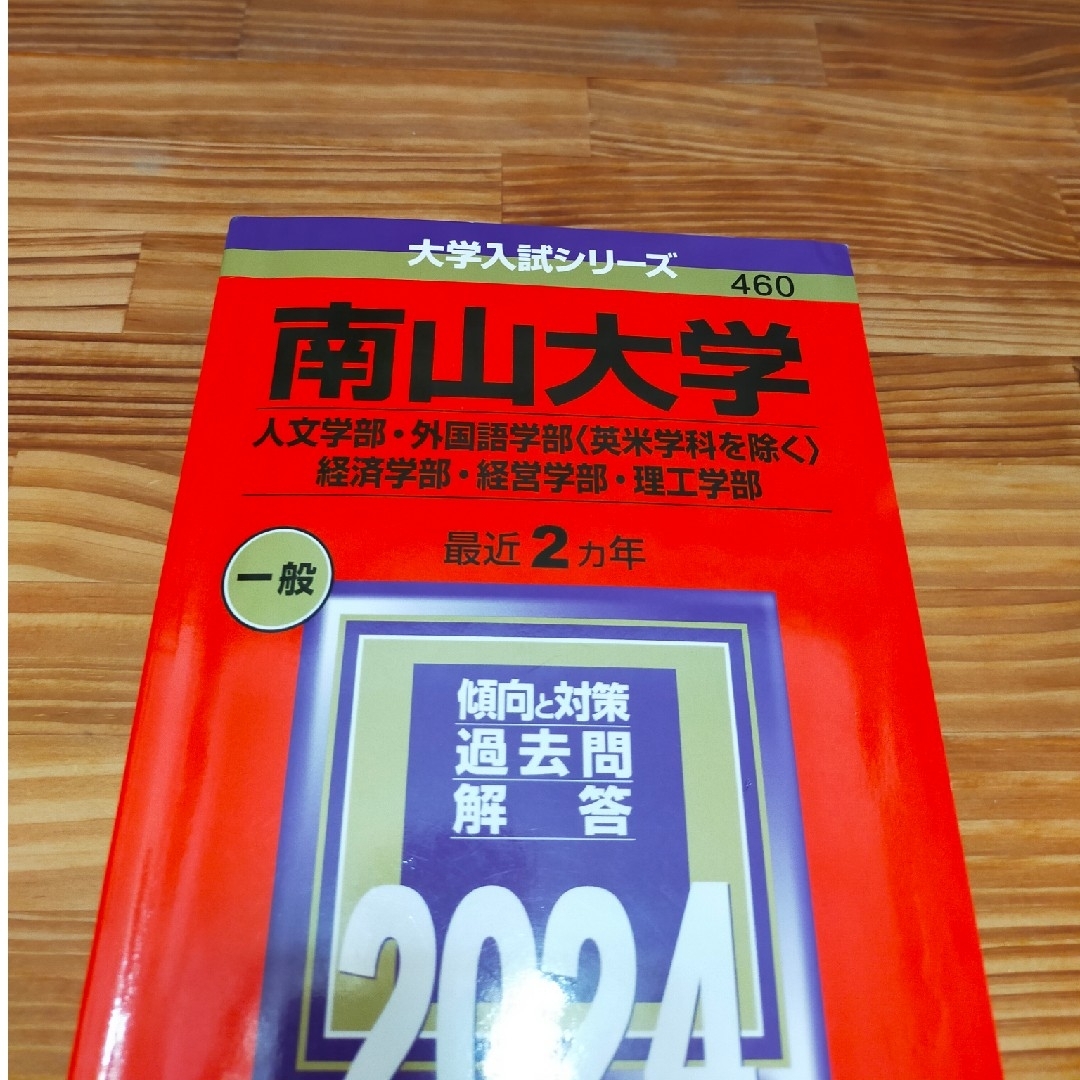 大学入試シリーズ
460
南山大学
人文学部・外国語学部〈英米学科を除く〉
経済学部・経営学部・理工学部
最近2カ年
一般
傾向と対策
過去問
解答
2024